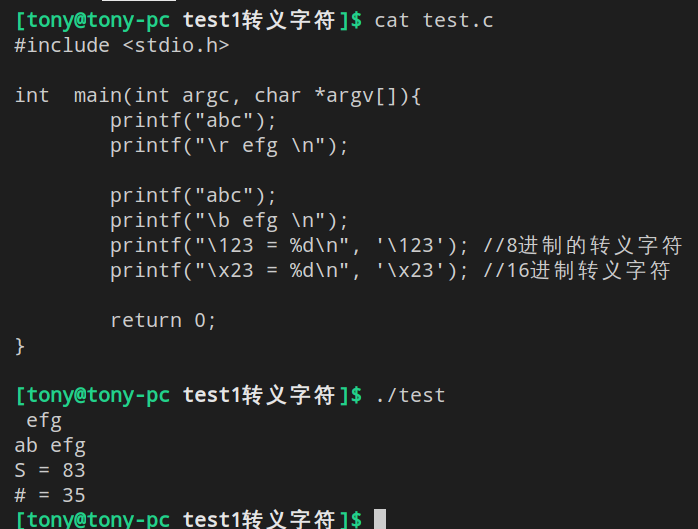 [tony@tony-pc test1转义字符]$ cat test.c
#include <stdio.h>

int  main(int argc, char *argv[]){
        printf("abc");
        printf("\r efg \n");

        printf("abc");
        printf("\b efg \n");
        printf("\123 = %d\n", '\123'); //8进制的转义字符
        printf("\x23 = %d\n", '\x23'); //16进制转义字符

        return 0;
}

[tony@tony-pc test1转义字符]$ ./test
 efg
ab efg
S = 83
# = 35
[tony@tony-pc test1转义字符]$